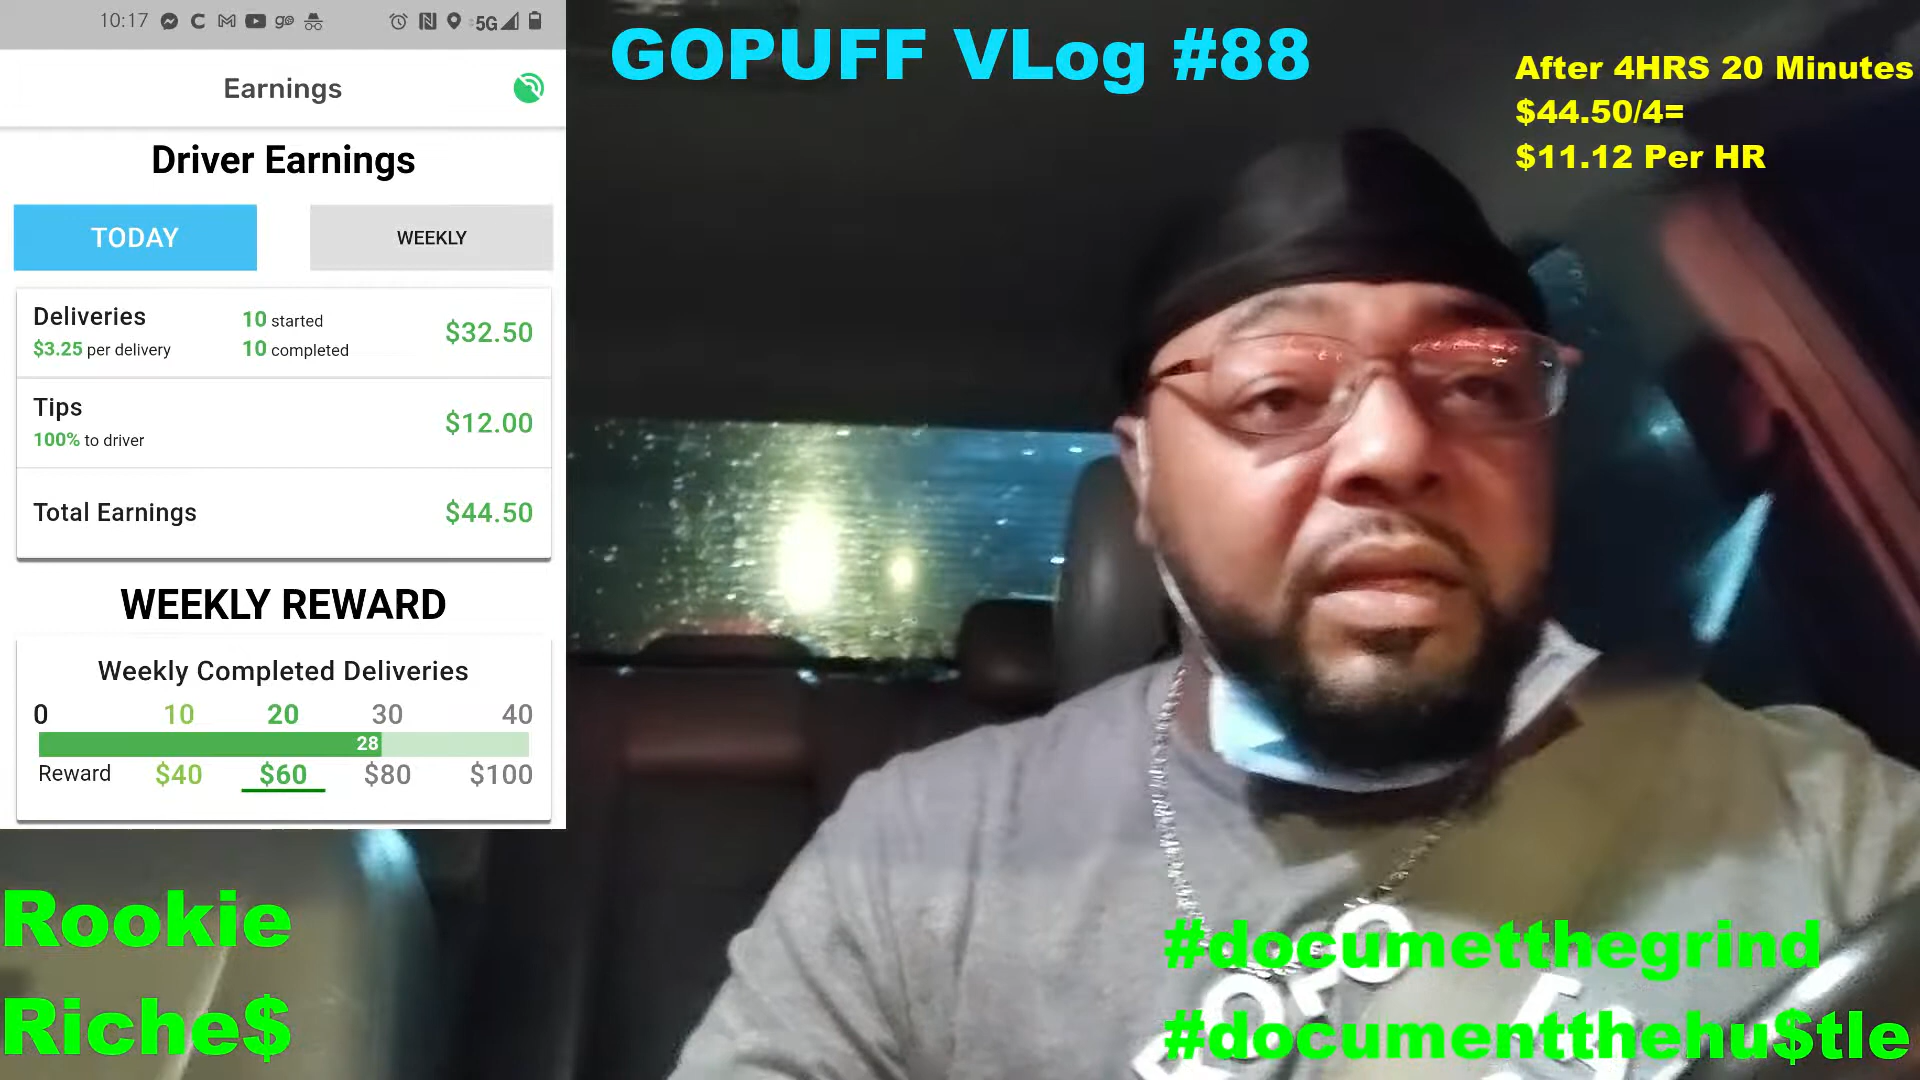 10:17
5G
Earnings
Driver Earnings
TODAY
WEEKLY
Deliveries
10 started
$32.50
$3.25 per delivery
10 completed
Tips
$12.00
100% to driver
Total Earnings
$44.50
WEEKLY REWARD
Weekly Completed Deliveries
0 10 20 30 40
28
Reward $40 $60 $80 $100
GOPUFF VLog #88
After 4HRS 20 Minutes
$44.50/4=
$11.12 Per HR
Rookie
Riche$
#documetthegrind
#documentthehu$tle